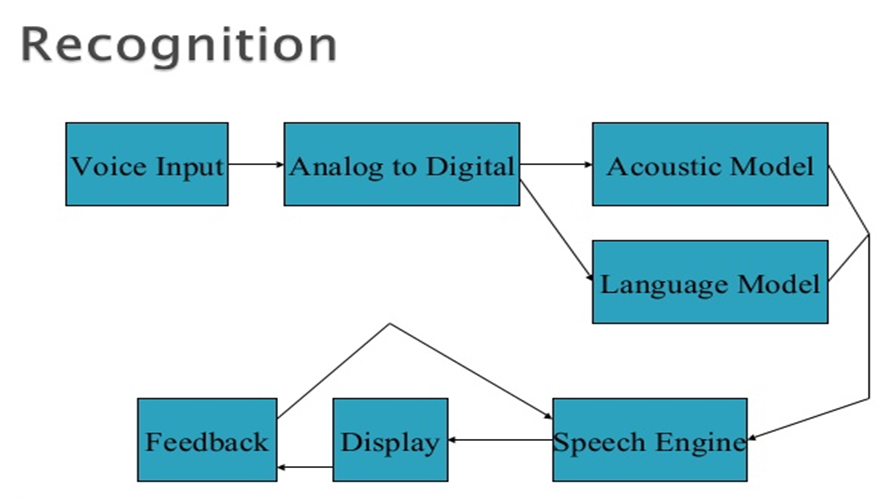 Recognition
Voice Input
Analog to Digital
Acoustic Model
Language Model
Feedback
Display
Speech Engine